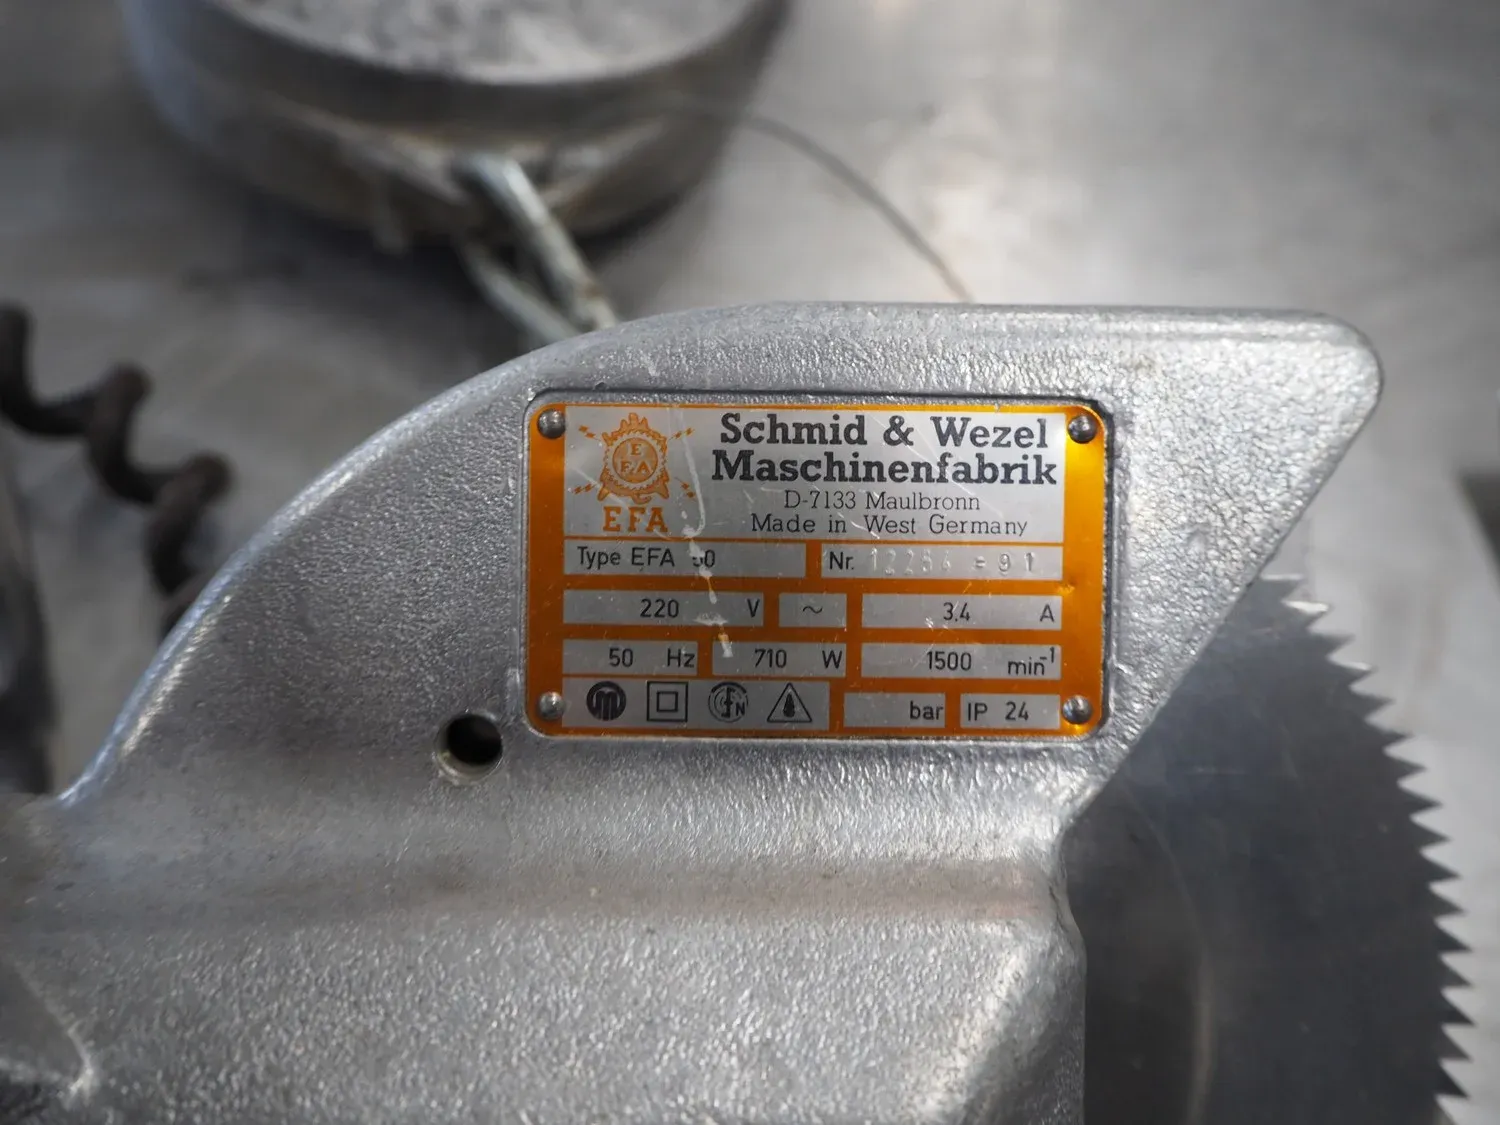 Schmid & Wezel
Maschinenfabrik
D-7133 Maulbronn
Made in West Germany
E
F A
EFA
Type EFA Nr.
220 V ~ 3.4 A
50 Hz 710 W 1500 min⁻¹
bar IP 24